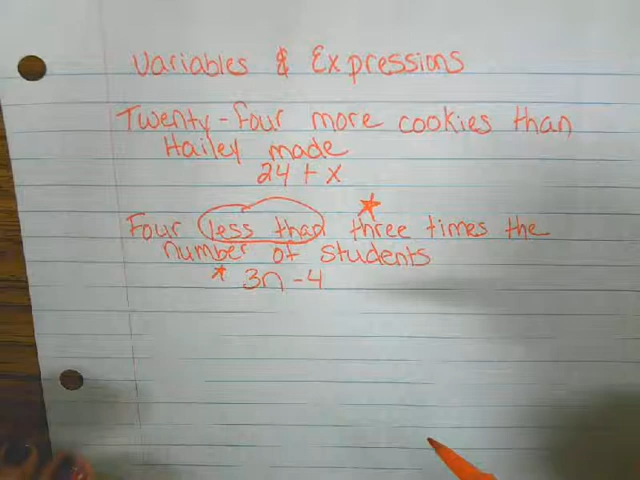 Variables & Expressions
Twenty-four more cookies than
Hailey made
24 + x
Four less than three times the
number of students
* 3n - 4